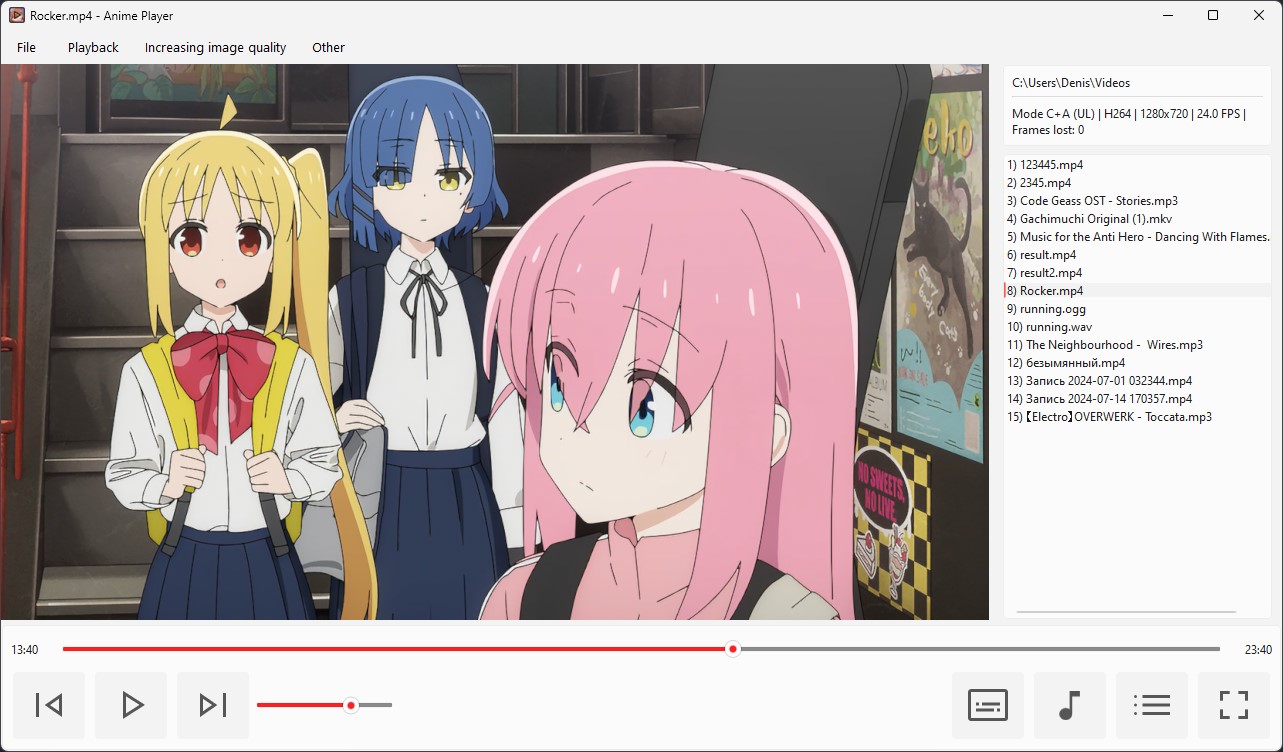 Rocker.mp4 - Anime Player
File Playback Increasing image quality Other
C:\Users\Denis\Videos
Mode C+A (UL) | H264 | 1280x720 | 24.0 FPS |
Frames lost: 0
1) 123445.mp4
2) 2345.mp4
3) Code Geass OST - Stories.mp3
4) Gachimuchi Original (1).mkv
5) Music for the Anti Hero - Dancing With Flames.
6) result.mp4
7) result2.mp4
8) Rocker.mp4
9) running.ogg
10) running.wav
11) The Neighbourhood -  Wires.mp3
12) безымянный.mp4
13) Запись 2024-07-01 032344.mp4
14) Запись 2024-07-14 170357.mp4
15) 【Electro】OVERWERK - Toccata.mp3
eko
NO SWEETS,
NO LIVE.
13:40
23:40